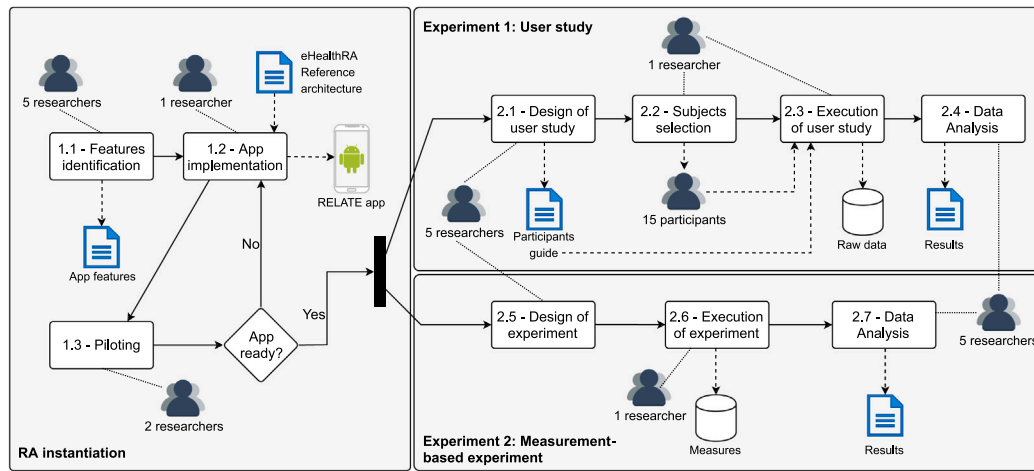 5 researchers
1 researcher
eHealthRA
Reference
architecture
1.1 - Features
identification
1.2 - App
implementation
RELATE app
App features
No
Yes
1.3 - Piloting
App
ready?
2 researchers
RA instantiation
Experiment 1: User study
1 researcher
2.1 - Design of
user study
2.2 - Subjects
selection
2.3 - Execution
of user study
2.4 - Data
Analysis
5 researchers
Participants
guide
15 participants
Raw data
Results
2.5 - Design of
experiment
2.6 - Execution
of experiment
2.7 - Data
Analysis
5 researchers
1 researcher
Measures
Results
Experiment 2: Measurement-
based experiment